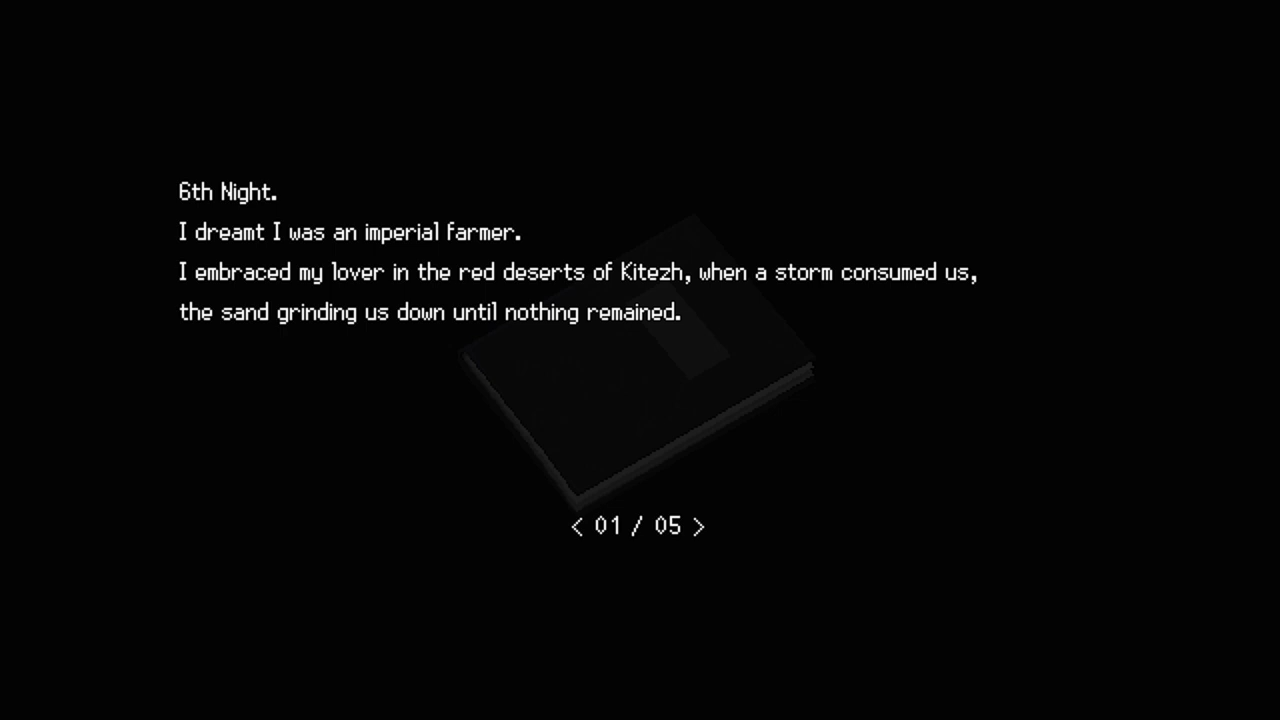 6th Night.
I dreamt I was an imperial farmer.
I embraced my lover in the red deserts of Kitezh, when a storm consumed us,
the sand grinding us down until nothing remained.
< 01 / 05 >